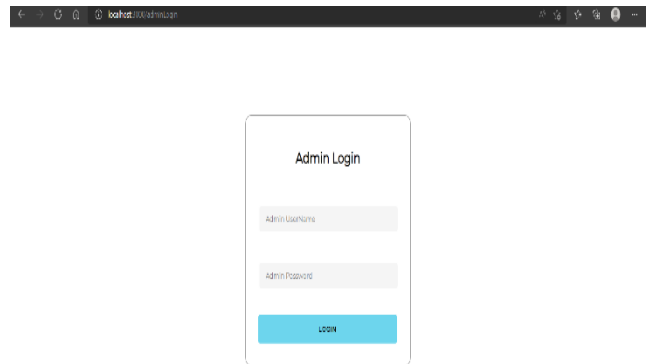 localhost:3000/adminLogin
Admin Login
Admin UserName
Admin Password
LOGIN